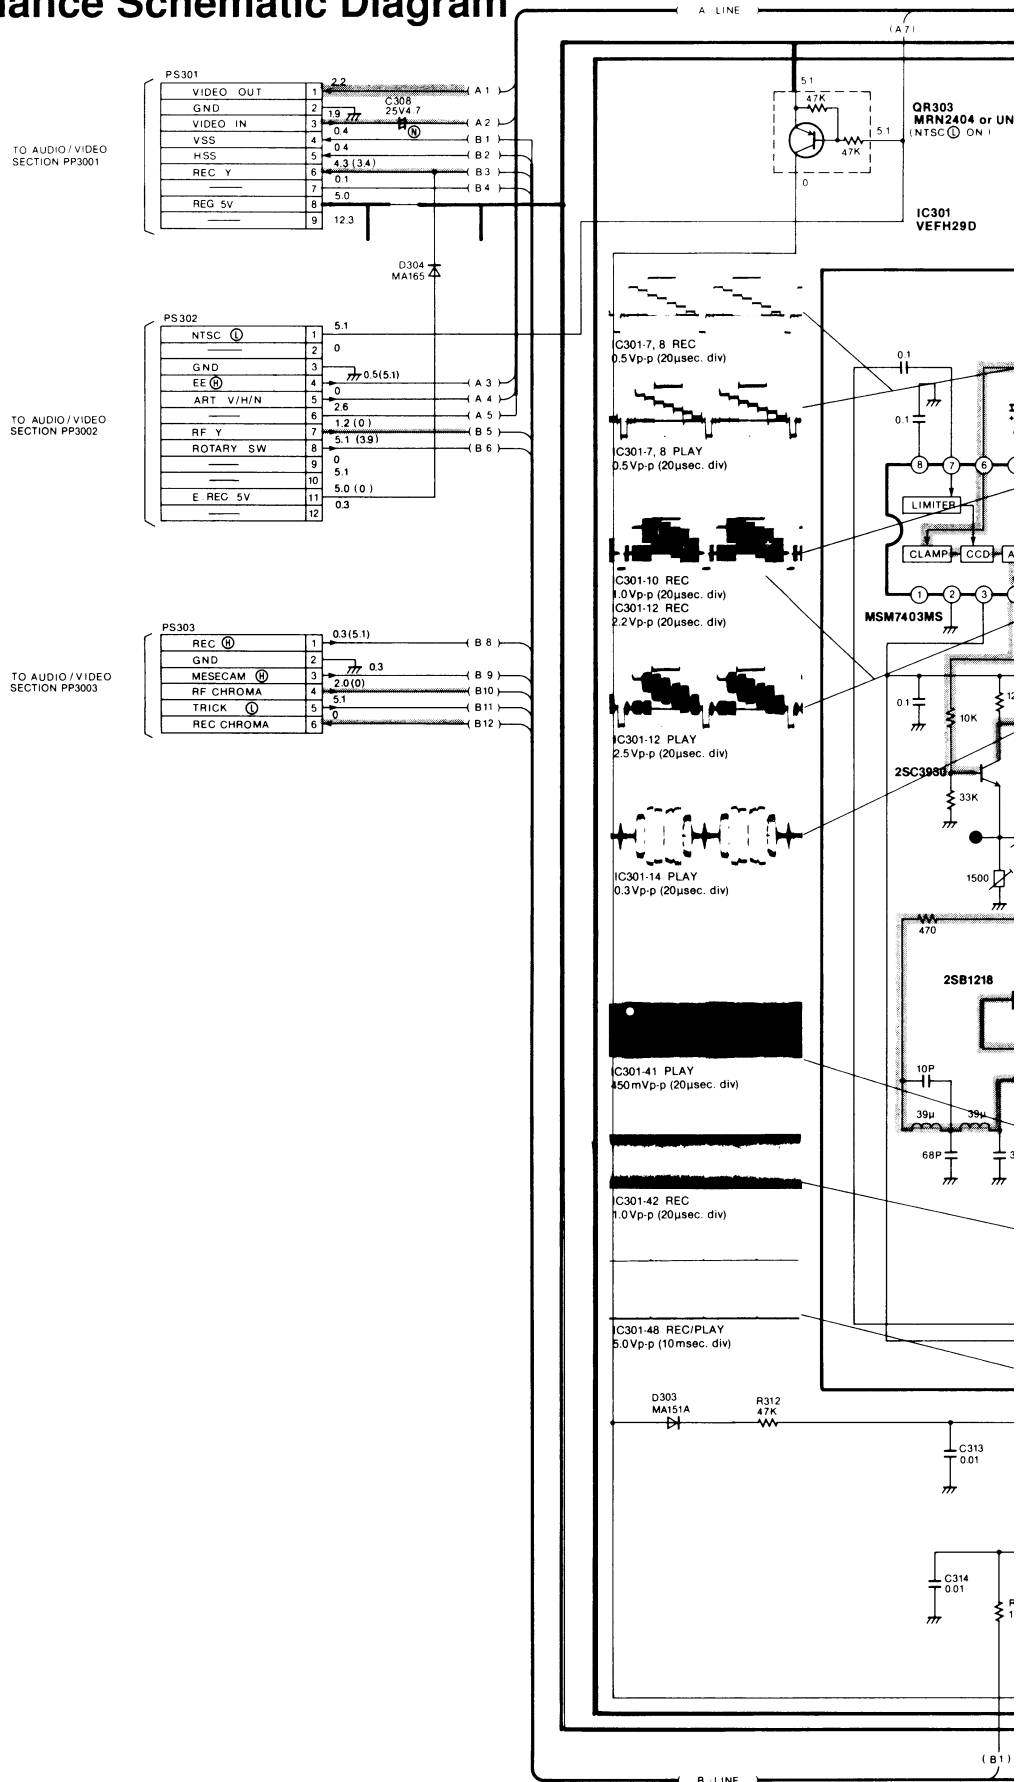 nance Schematic Diagram
A LINE
(A7)
PS301
VIDEO OUT 1 2.2 A1
GND 2
C308
25V4.7
VIDEO IN 3 1.9 A2
Ⓝ
VSS 4 0.4 B1
HSS 5 0.4 B2
REC Y 6 4.3 (3.4) B3
7 0.1 B4
REG 5V 8 5.0
9 12.3
TO AUDIO/VIDEO
SECTION PP3001
5.1
47K
47K
5.1
0
QR303
MRN2404 or UN
(NTSC Ⓛ ON)
IC301
VEFH29D
D304
MA165
PS302
NTSC Ⓛ 1 5.1
2 0
GND 3
EE Ⓗ 4 0.5(5.1) A3
ART V/H/N 5 0 A4
6 2.6 A5
RF Y 7 1.2 (0) B5
ROTARY SW 8 5.1 (3.9) B6
9 0
10 5.1
E.REC 5V 11 5.0 (0)
12 0.3
TO AUDIO/VIDEO
SECTION PP3002
IC301-7, 8 REC
0.5Vp-p (20µsec. div)
IC301-7, 8 PLAY
0.5Vp-p (20µsec. div)
0.1
0.1
8 7 6
LIMITER
CLAMP CCD A
1 2 3
MSM7403MS
IC301-10 REC
1.0Vp-p (20µsec. div)
IC301-12 REC
2.2Vp-p (20µsec. div)
PS303
REC Ⓗ 1 0.3(5.1) B8
GND 2
MESECAM Ⓗ 3 0.3 B9
RF CHROMA 4 2.0(0) B10
TRICK Ⓛ 5 5.1 B11
REC CHROMA 6 0 B12
TO AUDIO/VIDEO
SECTION PP3003
IC301-12 PLAY
2.5Vp-p (20µsec. div)
0.1
10K
12
2SC3930
33K
1500
IC301-14 PLAY
0.3Vp-p (20µsec. div)
470
2SB1218
IC301-41 PLAY
450mVp-p (20µsec. div)
10P
39µ
39µ
68P
3
IC301-42 REC
1.0Vp-p (20µsec. div)
IC301-48 REC/PLAY
5.0Vp-p (10msec. div)
D303
MA151A
R312
47K
C313
0.01
C314
0.01
R
1
(B1)
B LINE